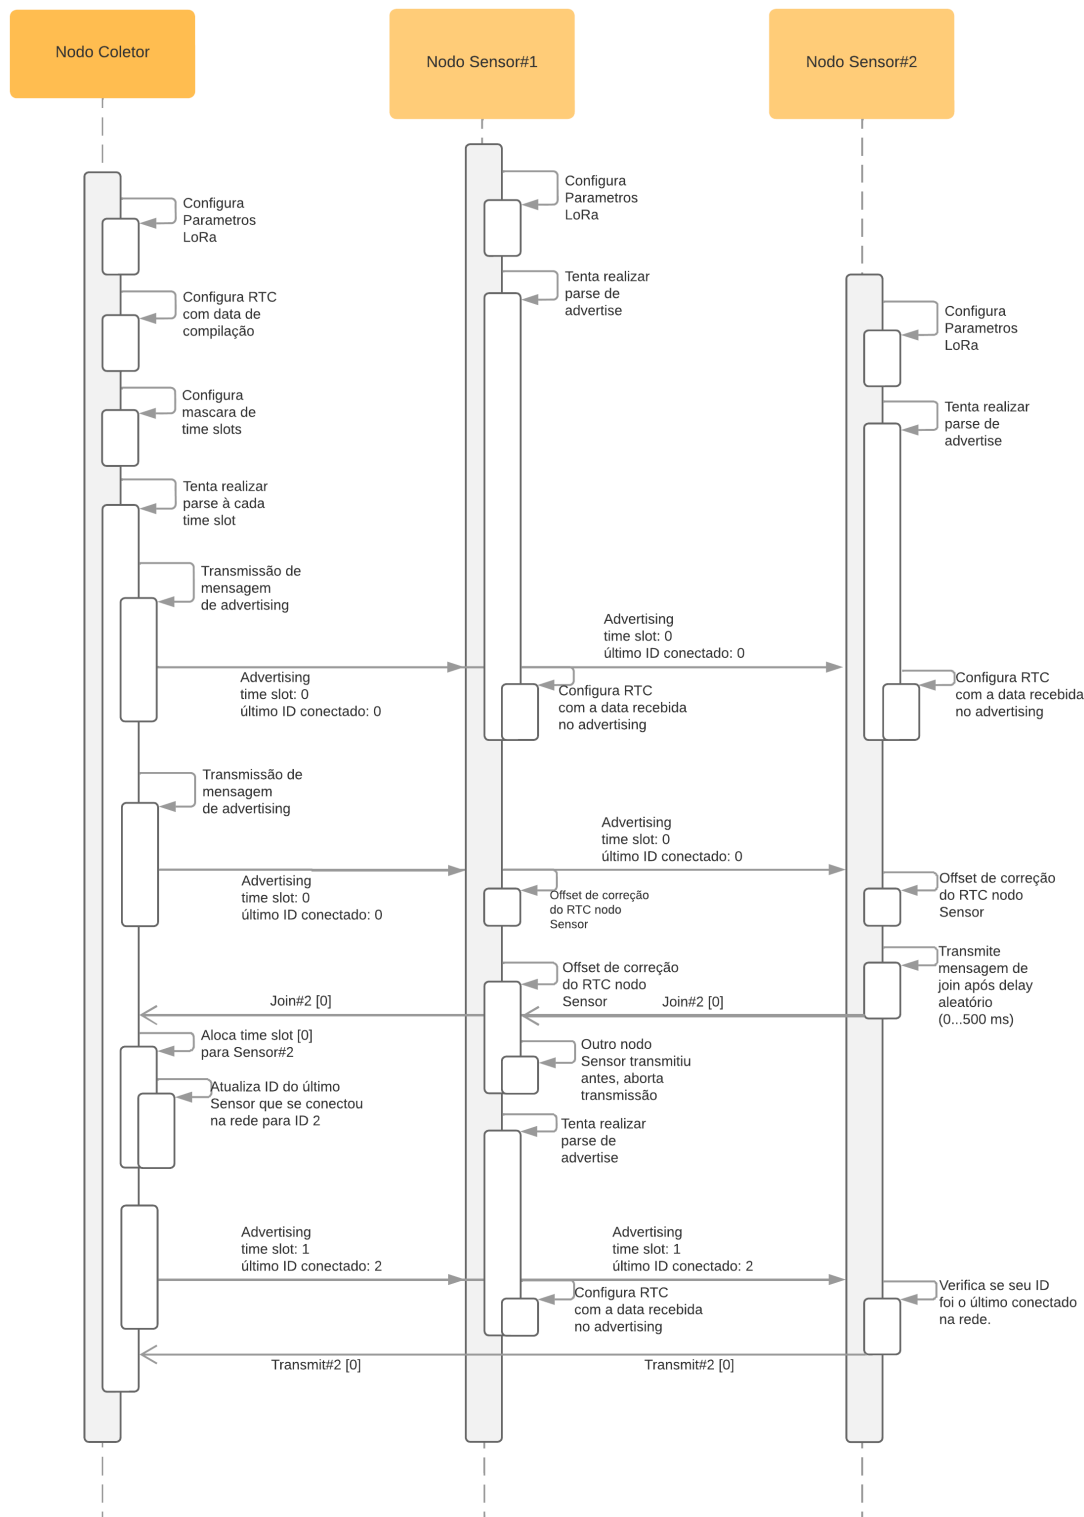 Nodo Coletor
Nodo Sensor#1
Nodo Sensor#2
Configura
Parametros
LoRa
Configura
Parametros
LoRa
Tenta realizar
parse de
advertise
Configura RTC
com data de
compilação
Configura
Parametros
LoRa
Configura
mascara de
time slots
Tenta realizar
parse de
advertise
Tenta realizar
parse à cada
time slot
Transmissão de
mensagem
de advertising
Advertising
time slot: 0
último ID conectado: 0
Advertising
time slot: 0
último ID conectado: 0
Configura RTC
com a data recebida
no advertising
Configura RTC
com a data recebida
no advertising
Transmissão de
mensagem
de advertising
Advertising
time slot: 0
último ID conectado: 0
Advertising
time slot: 0
último ID conectado: 0
Offset de correção
do RTC nodo
Sensor
Offset de correção
do RTC nodo
Sensor
Transmite
mensagem de
join após delay
aleatório
(0...500 ms)
Offset de correção
do RTC nodo
Sensor
Join#2 [0]
Join#2 [0]
Aloca time slot [0]
para Sensor#2
Outro nodo
Sensor transmitiu
antes, aborta
transmissão
Atualiza ID do último
Sensor que se conectou
na rede para ID 2
Tenta realizar
parse de
advertise
Advertising
time slot: 1
último ID conectado: 2
Advertising
time slot: 1
último ID conectado: 2
Configura RTC
com a data recebida
no advertising
Verifica se seu ID
foi o último conectado
na rede.
Transmit#2 [0]
Transmit#2 [0]